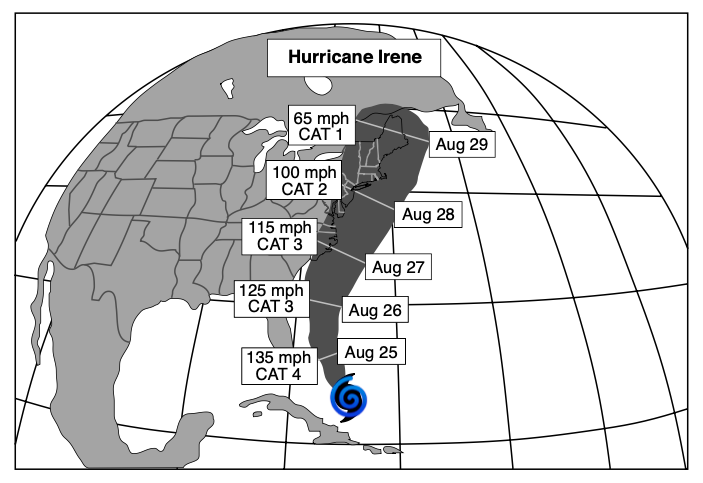 Hurricane Irene
65 mph
CAT 1
Aug 29
100 mph
CAT 2
Aug 28
115 mph
CAT 3
Aug 27
125 mph
CAT 3
Aug 26
135 mph
CAT 4
Aug 25